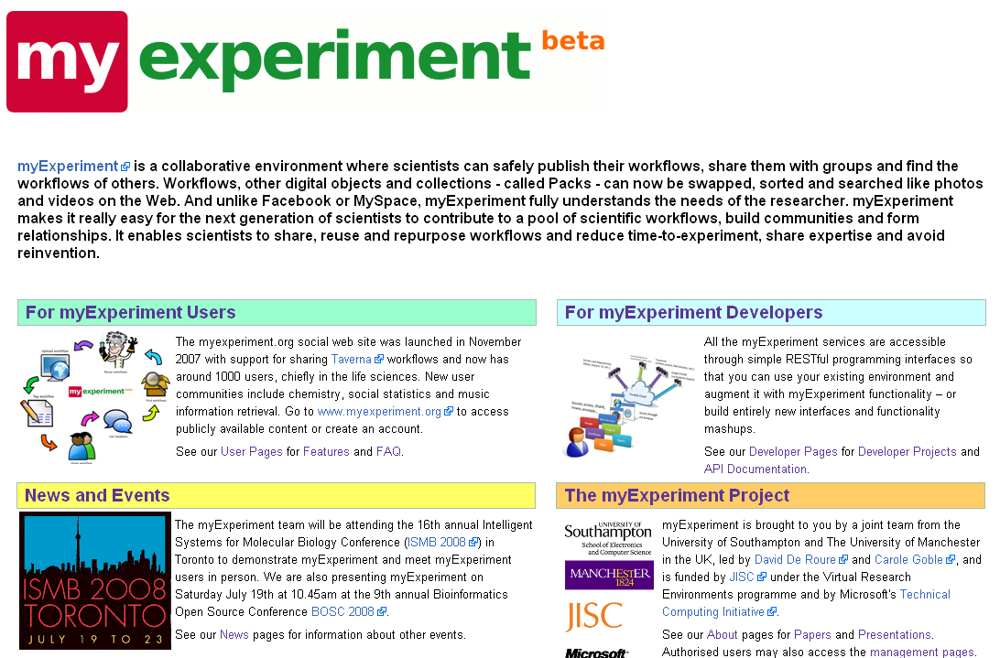 my experiment beta
myExperiment is a collaborative environment where scientists can safely publish their workflows, share them with groups and find the
workflows of others. Workflows, other digital objects and collections - called Packs - can now be swapped, sorted and searched like photos
and videos on the Web. And unlike Facebook or MySpace, myExperiment fully understands the needs of the researcher. myExperiment
makes it really easy for the next generation of scientists to contribute to a pool of scientific workflows, build communities and form
relationships. It enables scientists to share, reuse and repurpose workflows and reduce time-to-experiment, share expertise and avoid
reinvention.
For myExperiment Users
The myexperiment.org social web site was launched in November
2007 with support for sharing Taverna workflows and now has
around 1000 users, chiefly in the life sciences. New user
communities include chemistry, social statistics and music
information retrieval. Go to www.myexperiment.org to access
publicly available content or create an account.
See our User Pages for Features and FAQ.
my experiment
For myExperiment Developers
All the myExperiment services are accessible
through simple RESTful programming interfaces so
that you can use your existing environment and
augment it with myExperiment functionality – or
build entirely new interfaces and functionality
mashups.
See our Developer Pages for Developer Projects and
API Documentation.
News and Events
ISMB 2008
TORONTO
JULY 19 TO 23
The myExperiment team will be attending the 16th annual Intelligent
Systems for Molecular Biology Conference (ISMB 2008) in
Toronto to demonstrate myExperiment and meet myExperiment
users in person. We are also presenting myExperiment on
Saturday July 19th at 10.45am at the 9th annual Bioinformatics
Open Source Conference BOSC 2008.
See our News pages for information about other events.
The myExperiment Project
UNIVERSITY OF
Southampton
School of Electronics
and Computer Science
MANCHESTER
1824
JISC
Microsoft
myExperiment is brought to you by a joint team from the
University of Southampton and The University of Manchester
in the UK, led by David De Roure and Carole Goble, and
is funded by JISC under the Virtual Research
Environments programme and by Microsoft's Technical
Computing Initiative.
See our About pages for Papers and Presentations.
Authorised users may also access the management pages.